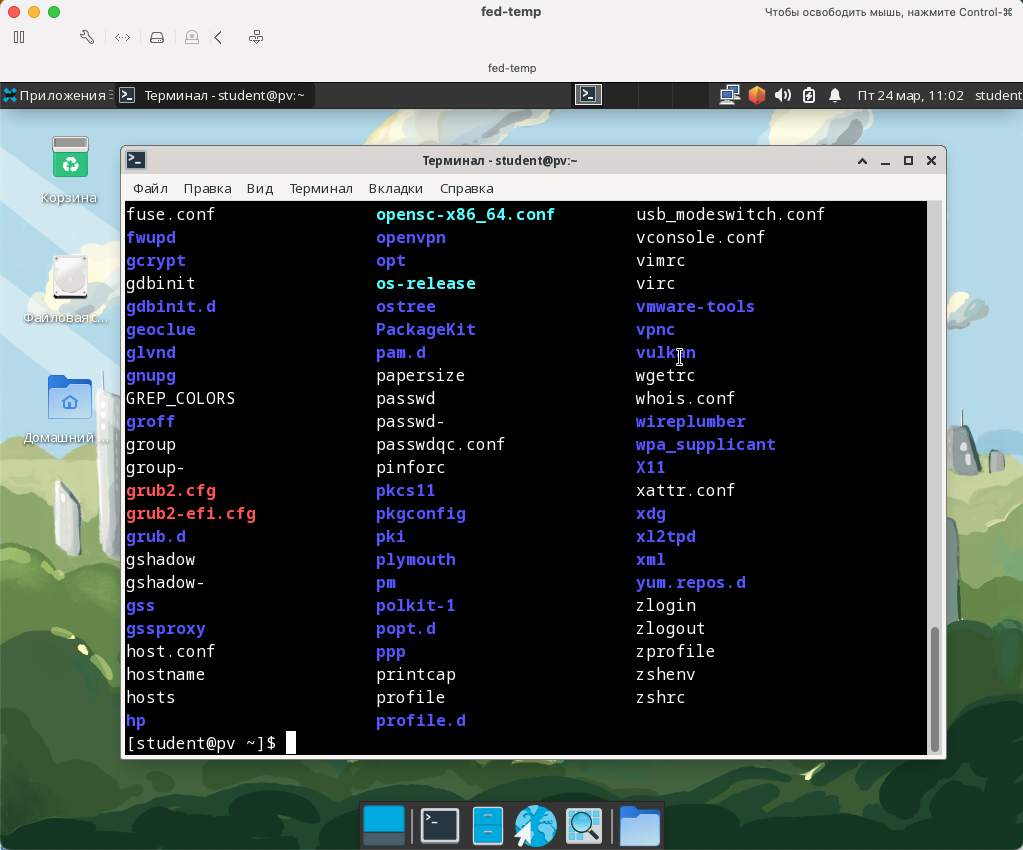 fed-temp
Чтобы освободить мышь, нажмите Control-⌘
fed-temp
Приложения
Терминал - student@pv:~
Пт 24 мар, 11:02
student
Корзина
Файловая с...
Домашний ...
Терминал - student@pv:~
Файл Правка Вид Терминал Вкладки Справка
fuse.conf opensc-x86_64.conf usb_modeswitch.conf
fwupd openvpn vconsole.conf
gcrypt opt vimrc
gdbinit os-release virc
gdbinit.d ostree vmware-tools
geoclue PackageKit vpnc
glvnd pam.d vulkan
gnupg papersize wgetrc
GREP_COLORS passwd whois.conf
groff passwd- wireplumber
group passwdqc.conf wpa_supplicant
group- pinforc X11
grub2.cfg pkcs11 xattr.conf
grub2-efi.cfg pkgconfig xdg
grub.d pki xl2tpd
gshadow plymouth xml
gshadow- pm yum.repos.d
gss polkit-1 zlogin
gssproxy popt.d zlogout
host.conf ppp zprofile
hostname printcap zshenv
hosts profile zshrc
hp profile.d
[student@pv ~]$